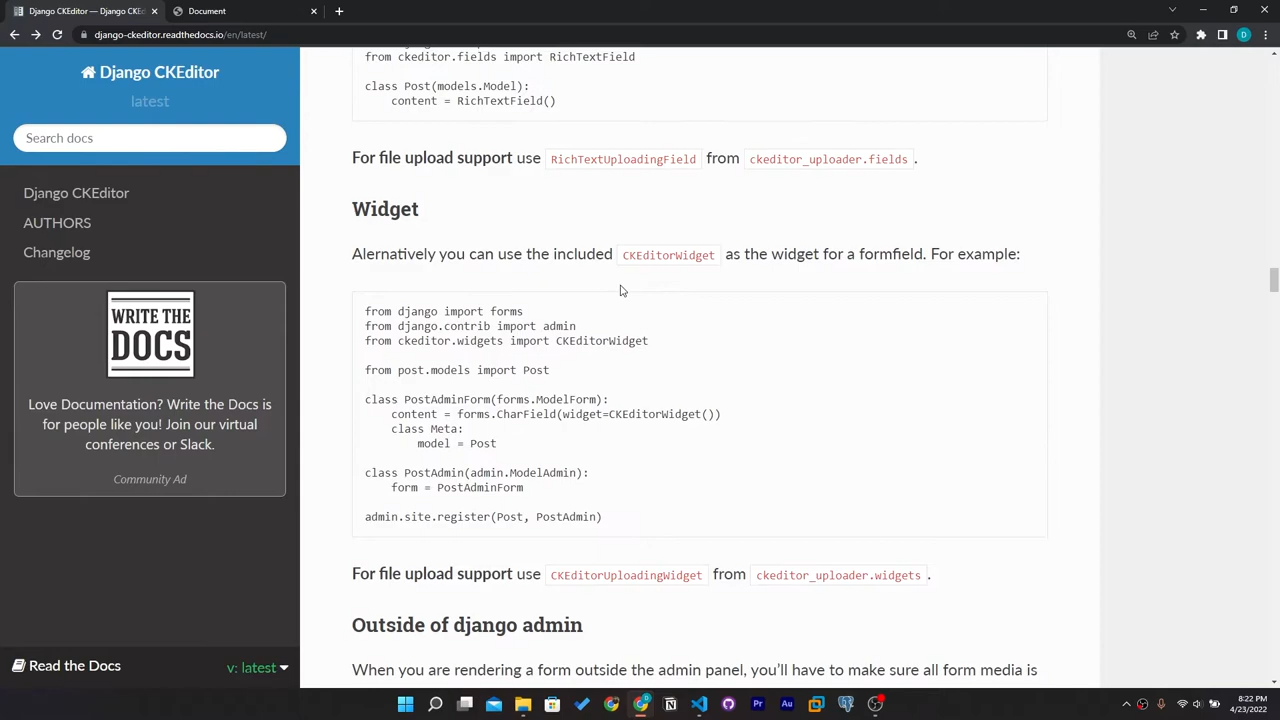 Django CKEditor — Django CKEd
Document
django-ckeditor.readthedocs.io/en/latest/
D
Django CKEditor
latest
Search docs
Django CKEditor
AUTHORS
Changelog
WRITE THE
DOCS
Love Documentation? Write the Docs is
for people like you! Join our virtual
conferences or Slack.
Community Ad
Read the Docs
v: latest
from ckeditor.fields import RichTextField
class Post(models.Model):
content = RichTextField()
For file upload support use RichTextUploadingField from ckeditor_uploader.fields.
Widget
Alernatively you can use the included CKEditorWidget as the widget for a formfield. For example:
from django import forms
from django.contrib import admin
from ckeditor.widgets import CKEditorWidget
from post.models import Post
class PostAdminForm(forms.ModelForm):
content = forms.CharField(widget=CKEditorWidget())
class Meta:
model = Post
class PostAdmin(admin.ModelAdmin):
form = PostAdminForm
admin.site.register(Post, PostAdmin)
For file upload support use CKEditorUploadingWidget from ckeditor_uploader.widgets.
Outside of django admin
When you are rendering a form outside the admin panel, you'll have to make sure all form media is
Pr
Au
8:22 PM
4/23/2022